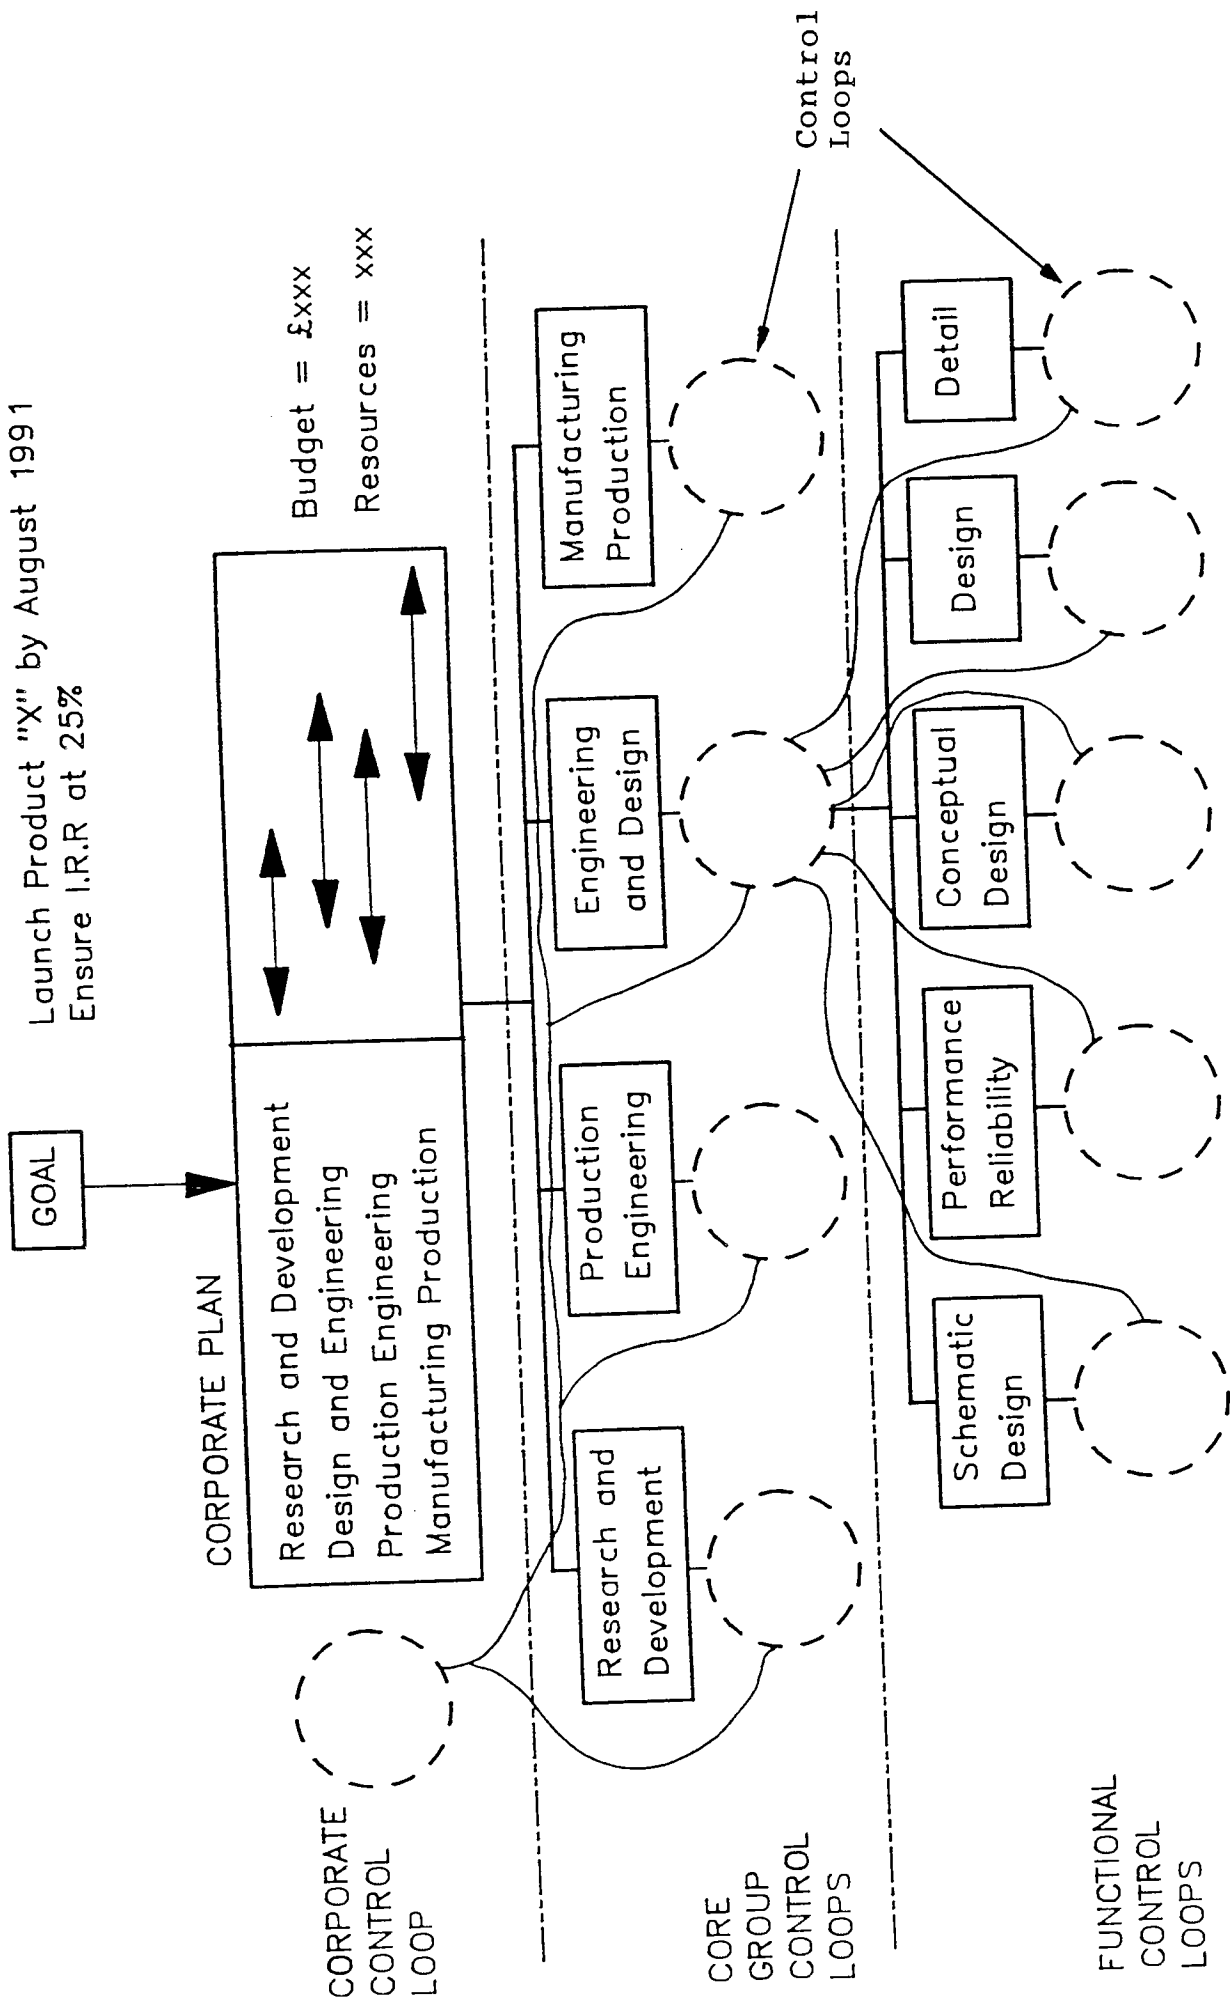 GOAL
Launch Product "X" by August 1991
Ensure I.R.R at 25%
CORPORATE PLAN
Research and Development
Design and Engineering
Production Engineering
Manufacturing Production
Budget = £xxx
Resources = xxx
CORPORATE
CONTROL
LOOP
Research and
Development
Production
Engineering
Engineering
and Design
Manufacturing
Production
Control
Loops
CORE
GROUP
CONTROL
LOOPS
Schematic
Design
Performance
Reliability
Conceptual
Design
Design
Detail
FUNCTIONAL
CONTROL
LOOPS